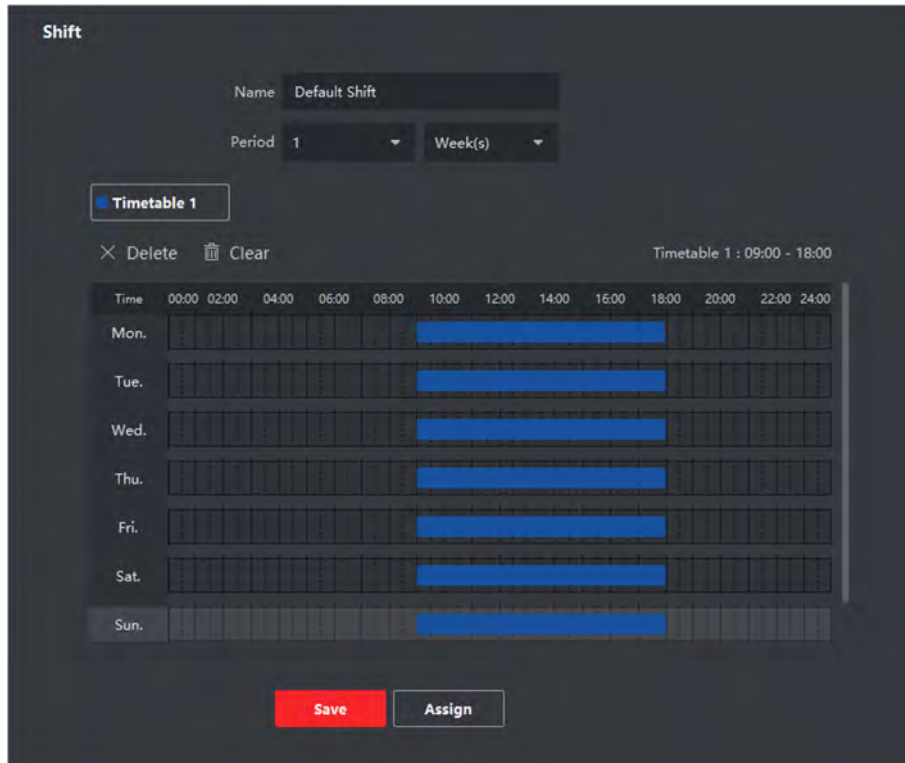 Shift
Name Default Shift
Period 1 Week(s)
Timetable 1
Delete Clear Timetable 1 : 09:00 - 18:00
Time 00:00 02:00 04:00 06:00 08:00 10:00 12:00 14:00 16:00 18:00 20:00 22:00 24:00
Mon.
Tue.
Wed.
Thu.
Fri.
Sat.
Sun.
Save Assign